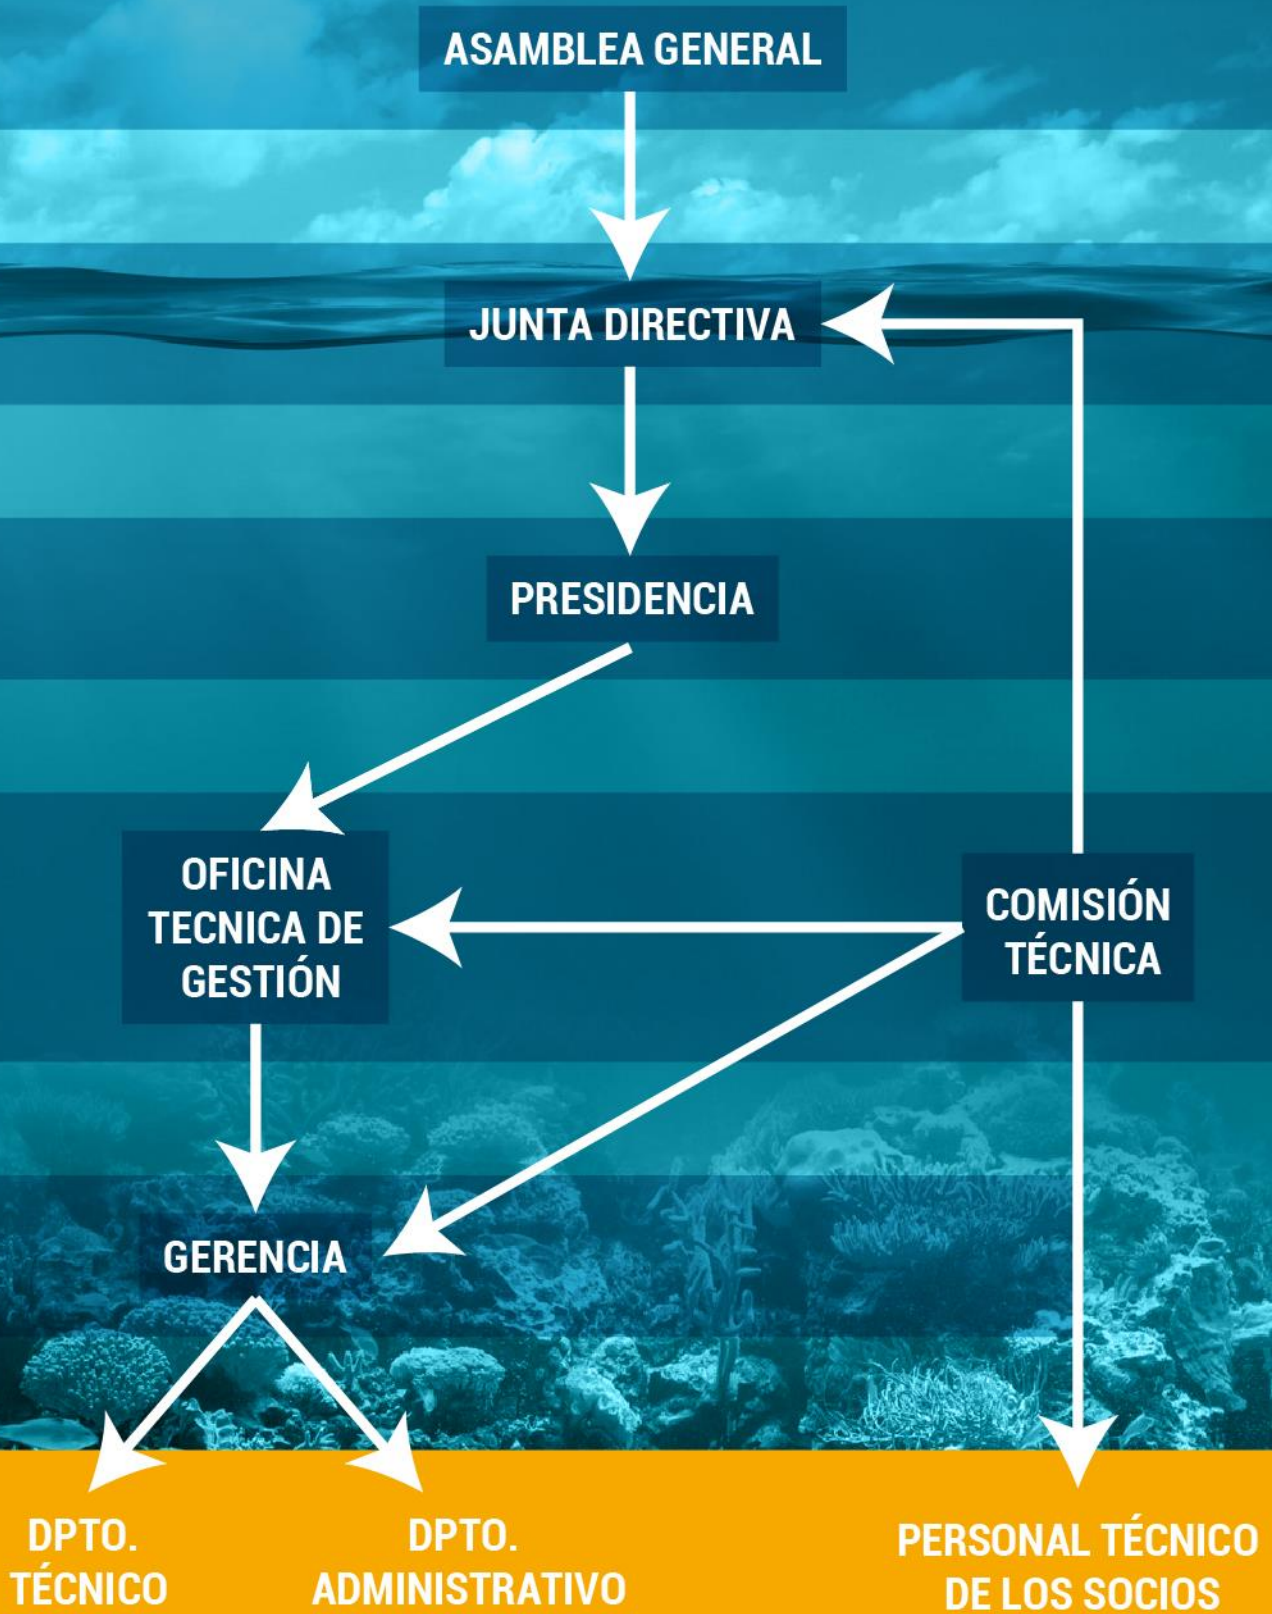 ASAMBLEA GENERAL
JUNTA DIRECTIVA
PRESIDENCIA
OFICINA
TECNICA DE
GESTIÓN
COMISIÓN
TÉCNICA
GERENCIA
DPTO.
TÉCNICO
DPTO.
ADMINISTRATIVO
PERSONAL TÉCNICO
DE LOS SOCIOS